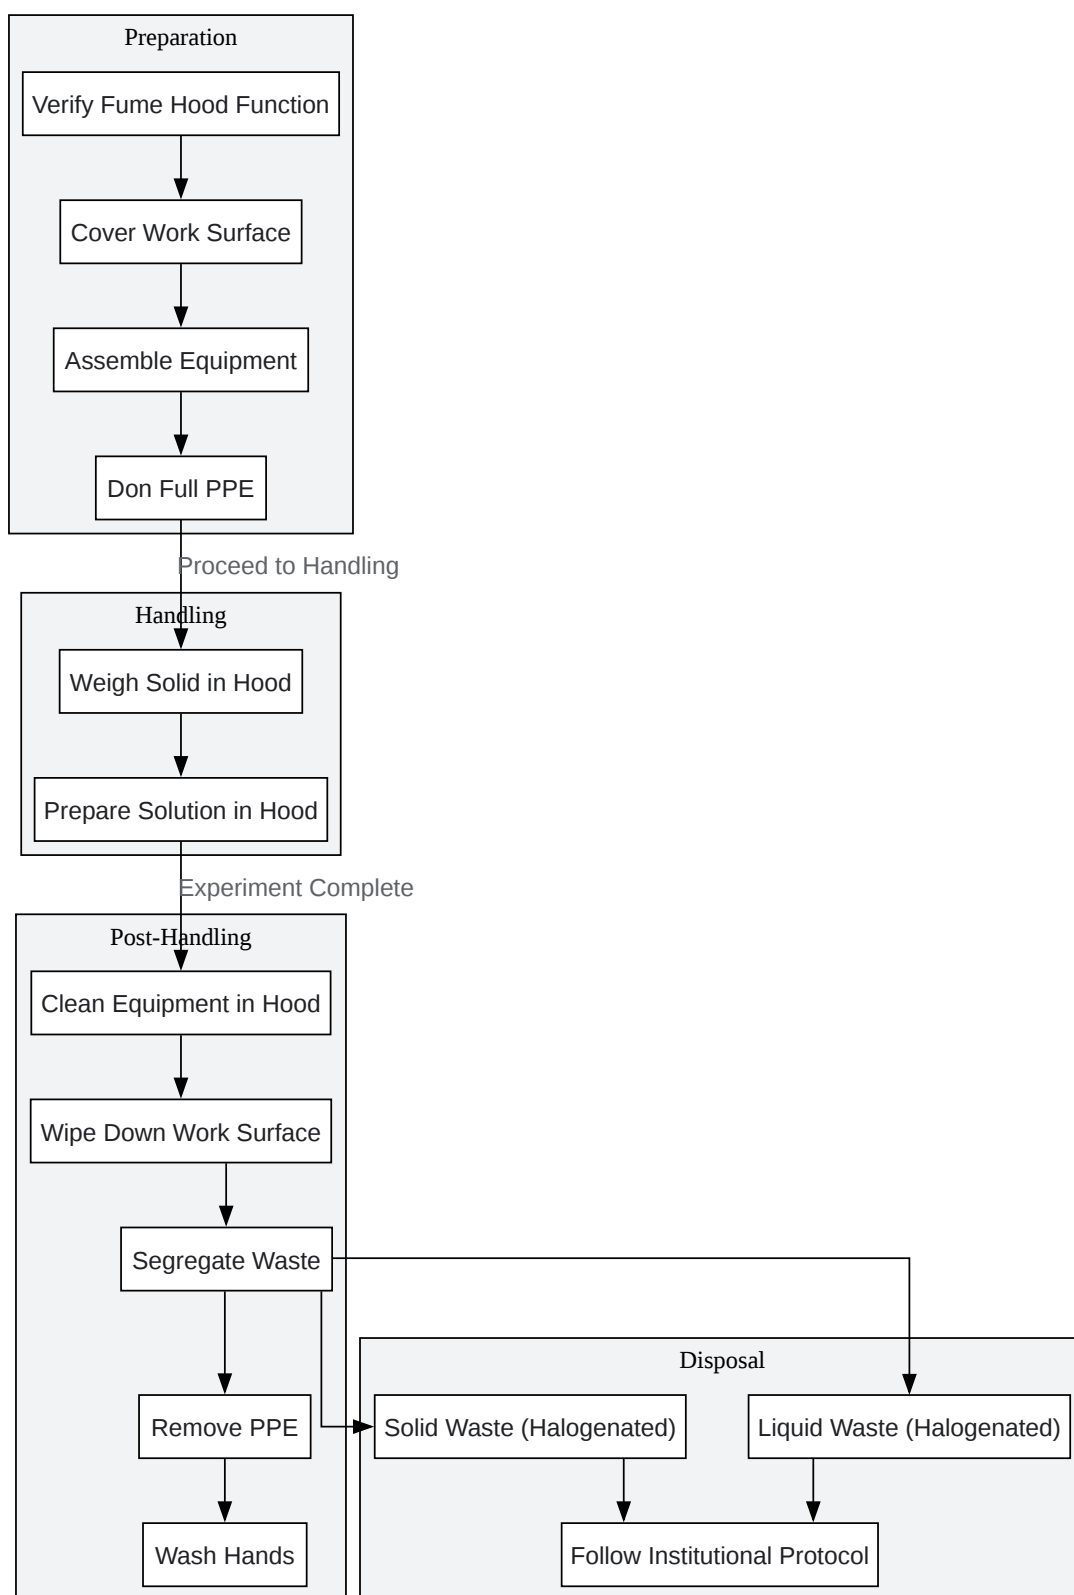 Preparation
Verify Fume Hood Function
Cover Work Surface
Assemble Equipment
Don Full PPE
Proceed to Handling
Handling
Weigh Solid in Hood
Prepare Solution in Hood
Experiment Complete
Post-Handling
Clean Equipment in Hood
Wipe Down Work Surface
Segregate Waste
Disposal
Remove PPE
Solid Waste (Halogenated)
Liquid Waste (Halogenated)
Wash Hands
Follow Institutional Protocol